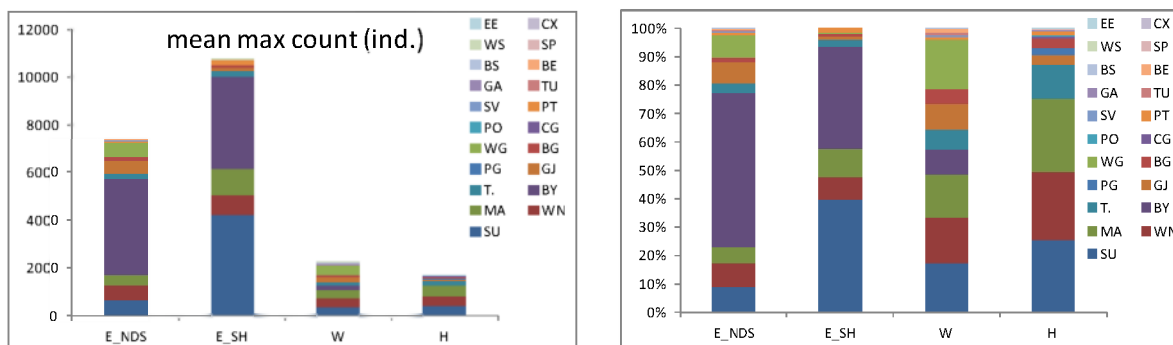 12000
10000
8000
6000
4000
2000
0
mean max count (ind.)
EE CX
WS SP
BS BE
GA TU
SV PT
PO CG
WG BG
PG GJ
T. BY
MA WN
SU
E_NDS E_SH W H
100%
90%
80%
70%
60%
50%
40%
30%
20%
10%
0%
EE CX
WS SP
BS BE
GA TU
SV PT
PO CG
WG BG
PG GJ
T. BY
MA WN
SU
E_NDS E_SH W H